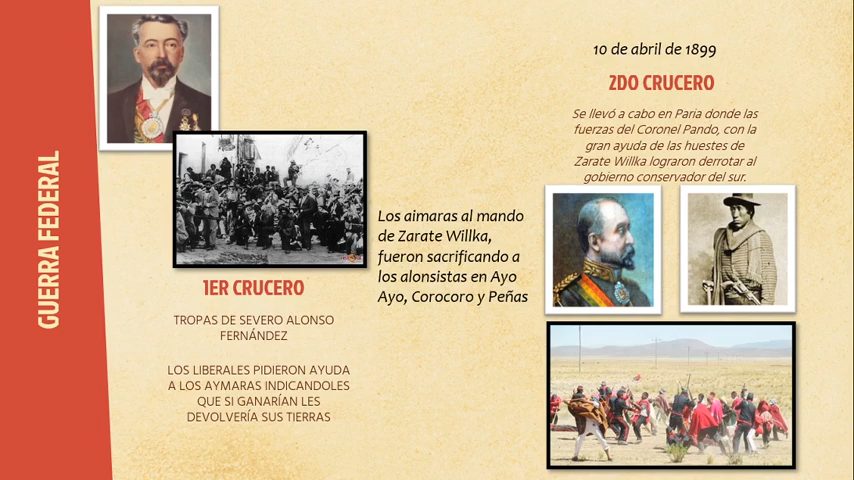 GUERRA FEDERAL
1ER CRUCERO
TROPAS DE SEVERO ALONSO
FERNÁNDEZ
LOS LIBERALES PIDIERON AYUDA
A LOS AYMARAS INDICANDOLES
QUE SI GANARÍAN LES
DEVOLVERÍA SUS TIERRAS
Los aimaras al mando
de Zarate Willka,
fueron sacrificando a
los alonsistas en Ayo
Ayo, Corocoro y Peñas
10 de abril de 1899
2DO CRUCERO
Se llevó a cabo en Paria donde las
fuerzas del Coronel Pando, con la
gran ayuda de las huestes de
Zarate Willka lograron derrotar al
gobierno conservador del sur.